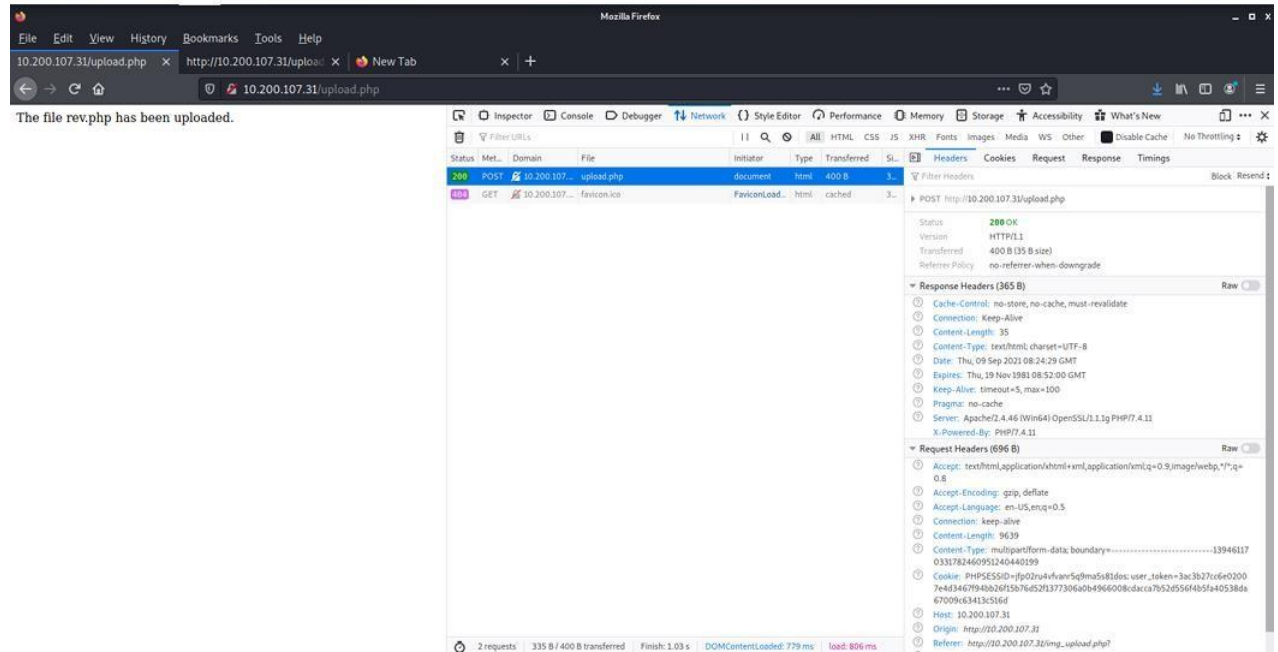 Mozilla Firefox
File Edit View History Bookmarks Tools Help
10.200.107.31/upload.php × http://10.200.107.31/upload × New Tab × +
10.200.107.31/upload.php
The file rev.php has been uploaded.
Inspector Console Debugger Network {} Style Editor Performance Memory Storage Accessibility What's New
Filter URLs All HTML CSS JS XHR Fonts Images Media WS Other Disable Cache No Throttling
Status Met... Domain File Initiator Type Transferred Si...
200 POST 10.200.107.... upload.php document html 400 B 3...
404 GET 10.200.107.... favicon.ico FaviconLoad... html cached 3...
Headers Cookies Request Response Timings
Filter Headers Block Resend
POST http://10.200.107.31/upload.php
Status 200 OK
Version HTTP/1.1
Transferred 400 B (35 B size)
Referrer Policy no-referrer-when-downgrade
Response Headers (365 B) Raw
Cache-Control: no-store, no-cache, must-revalidate
Connection: Keep-Alive
Content-Length: 35
Content-Type: text/html; charset=UTF-8
Date: Thu, 09 Sep 2021 08:24:29 GMT
Expires: Thu, 19 Nov 1981 08:52:00 GMT
Keep-Alive: timeout=5, max=100
Pragma: no-cache
Server: Apache/2.4.46 (Win64) OpenSSL/1.1.1g PHP/7.4.11
X-Powered-By: PHP/7.4.11
Request Headers (696 B) Raw
Accept: text/html,application/xhtml+xml,application/xml;q=0.9,image/webp,*/*;q=
0.8
Accept-Encoding: gzip, deflate
Accept-Language: en-US,en;q=0.5
Connection: keep-alive
Content-Length: 9639
Content-Type: multipart/form-data; boundary=---------------------------13946117
0331782460951240440199
Cookie: PHPSESSID=jfp02ru4vfvanr5q9ma5s81dos; user_token=3ac3b27cc6e0200
7e4d3467f94bb26f15b76d52f1377306a0b4966008cdacca7b52d556f4b5fa40538da
67009c63413c516d
Host: 10.200.107.31
Origin: http://10.200.107.31
Referer: http://10.200.107.31/img_upload.php?
2 requests 335 B / 400 B transferred Finish: 1.03 s DOMContentLoaded: 779 ms load: 806 ms